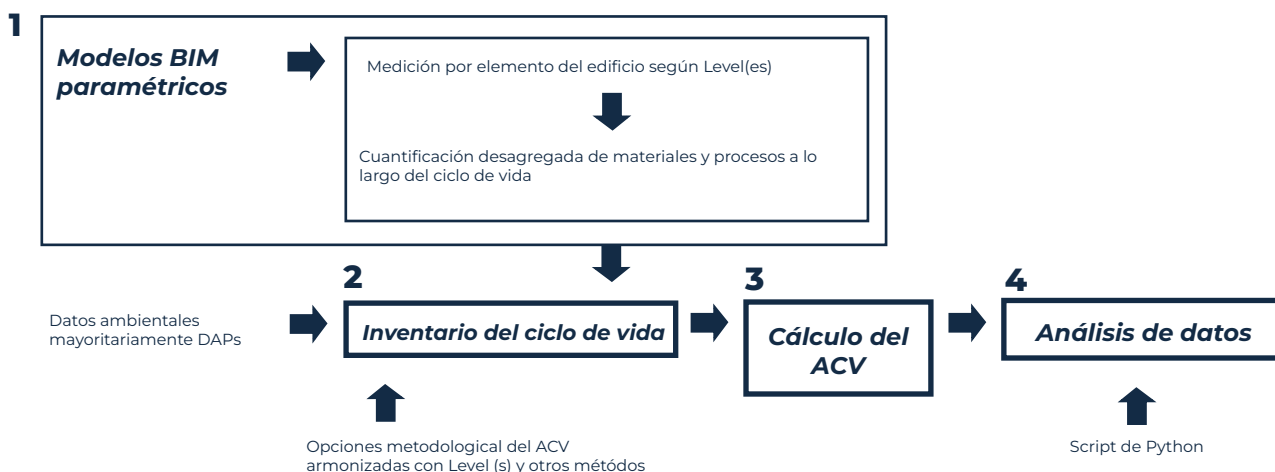 1
Modelos BIM
paramétricos
Medición por elemento del edificio según Level(es)
Cuantificación desagregada de materiales y procesos a lo
largo del ciclo de vida
2
3
4
Datos ambientales
mayoritariamente DAPs
Inventario del ciclo de vida
Cálculo del
ACV
Análisis de datos
Opciones metodological del ACV
armonizadas con Level (s) y otros métódos
Script de Python